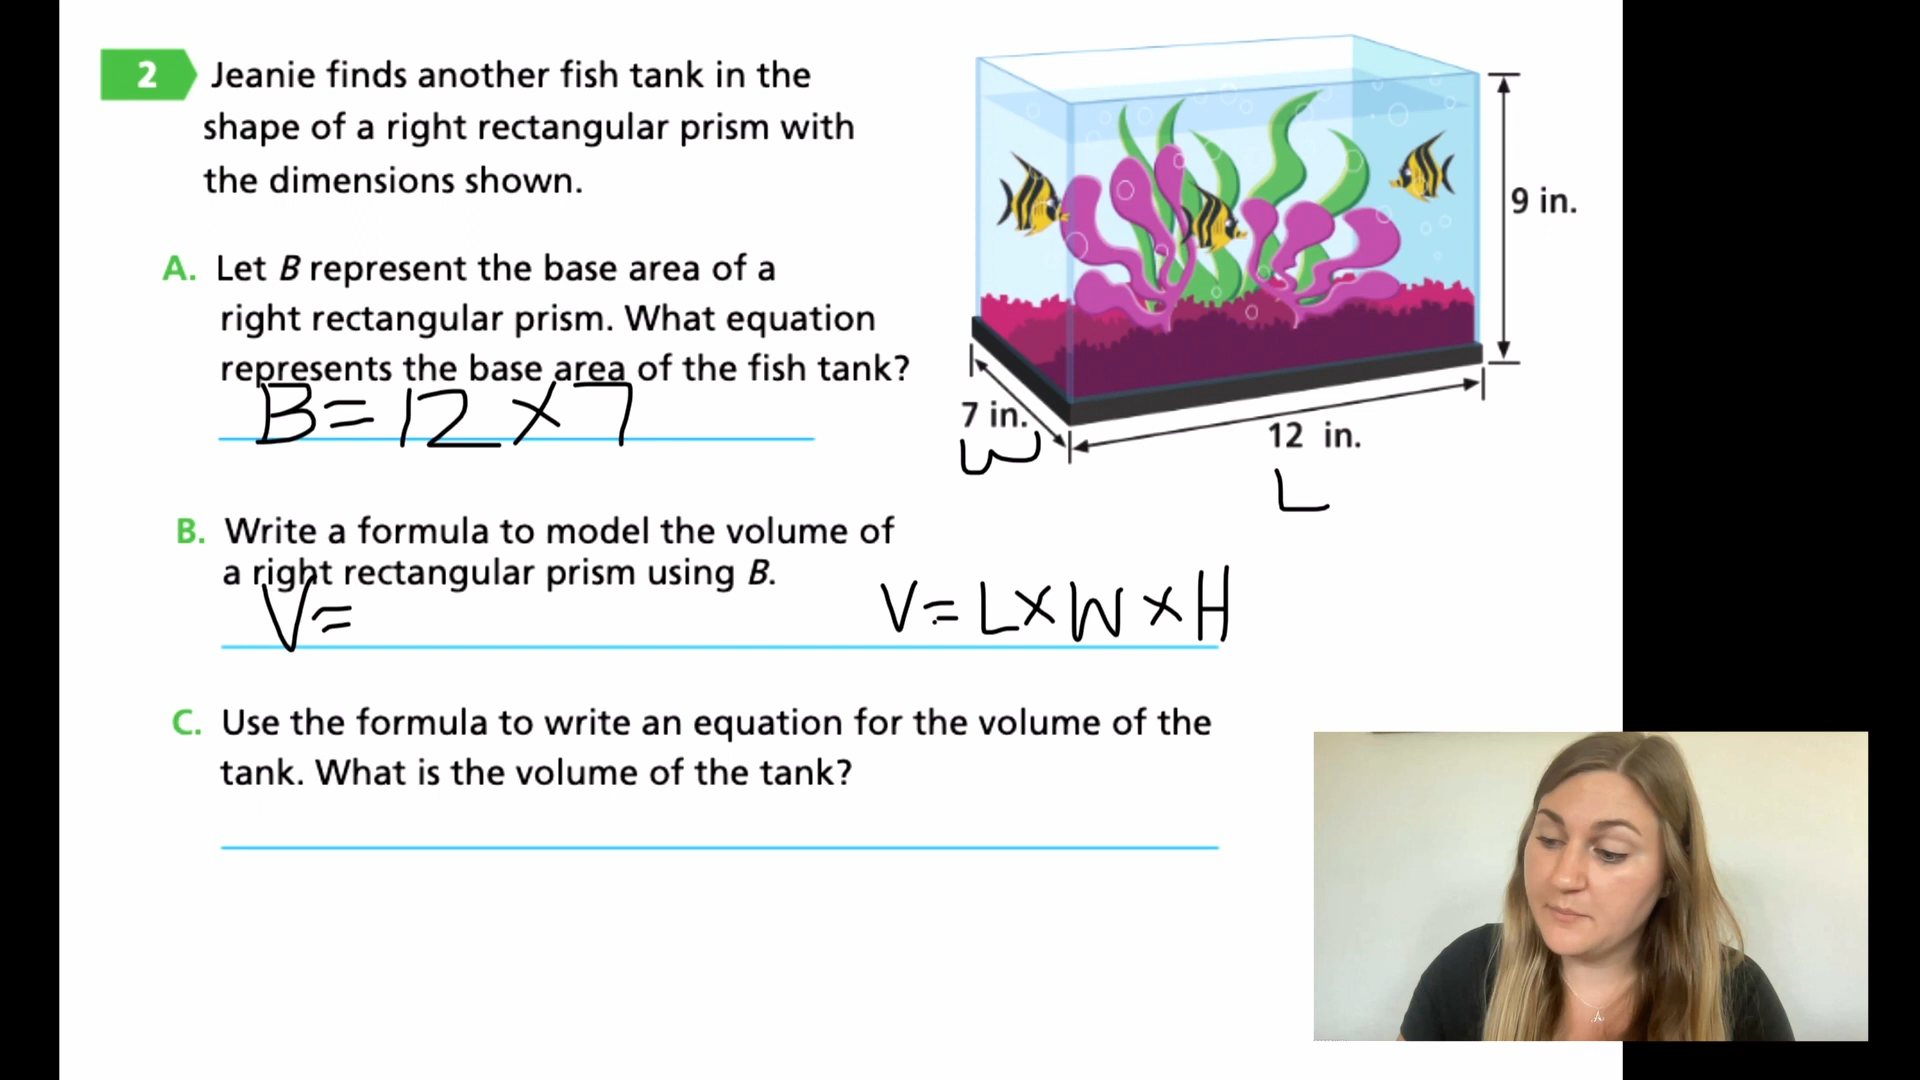 2 Jeanie finds another fish tank in the
shape of a right rectangular prism with
the dimensions shown.
9 in.
A. Let B represent the base area of a
right rectangular prism. What equation
represents the base area of the fish tank?
B = 12 × 7
7 in.
W
12 in.
L
B. Write a formula to model the volume of
a right rectangular prism using B.
V =
V = L × W × H
C. Use the formula to write an equation for the volume of the
tank. What is the volume of the tank?